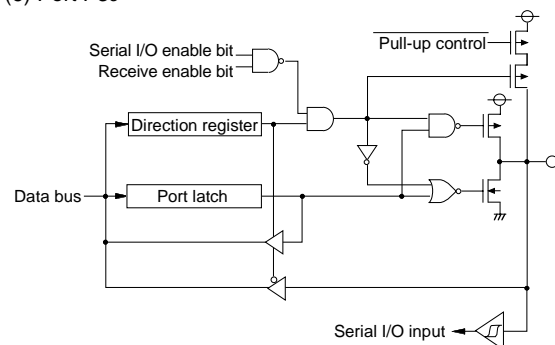 Serial I/O enable bit
Receive enable bit
Pull-up control
Direction register
Data bus
Port latch
Serial I/O input